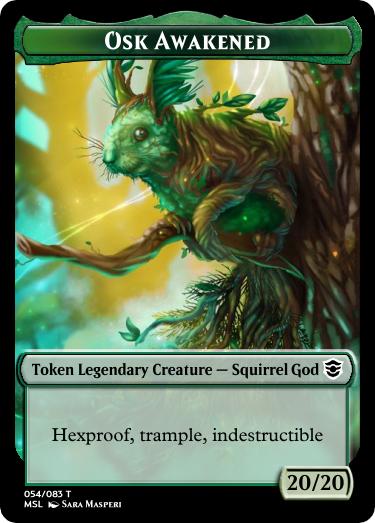 Osk Awakened
Token Legendary Creature — Squirrel God
Hexproof, trample, indestructible
20/20
054/083 T
MSL Sara Masperi